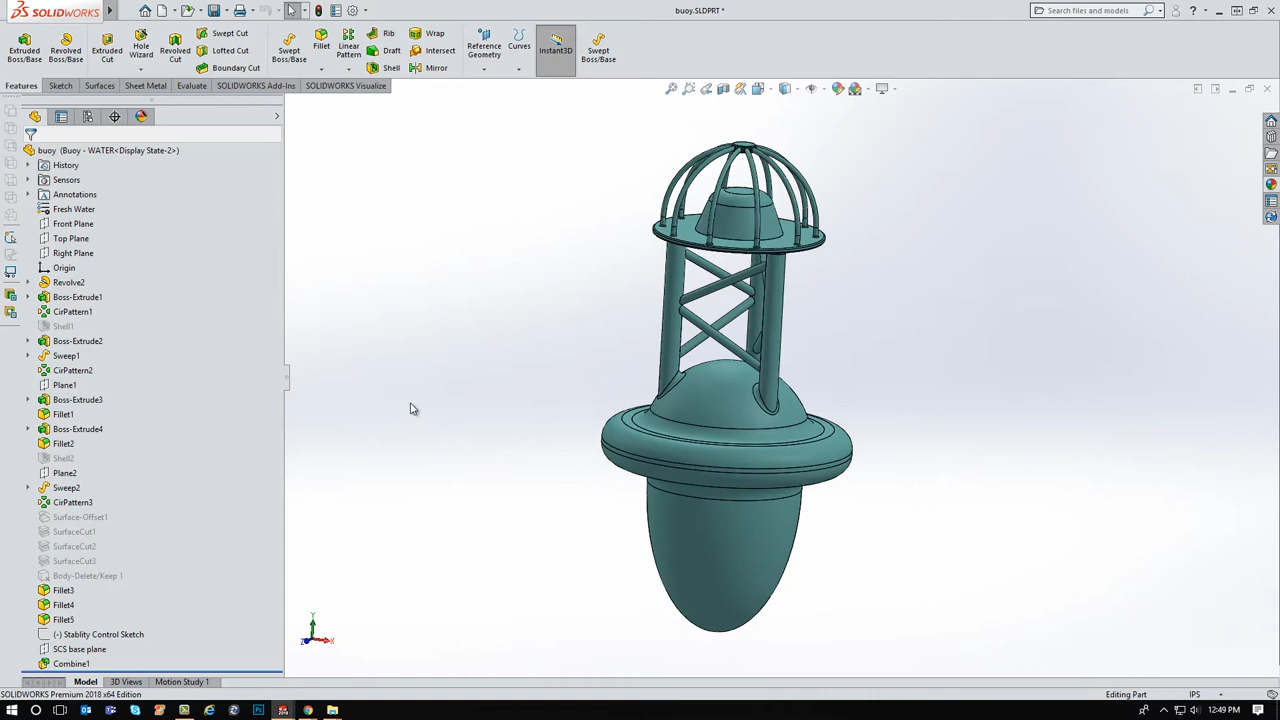 SOLIDWORKS
buoy.SLDPRT *
Search files and models
Extruded Boss/Base
Revolved Boss/Base
Swept Cut
Lofted Cut
Boundary Cut
Extruded Cut
Hole Wizard
Revolved Cut
Swept Boss/Base
Fillet
Linear Pattern
Rib
Draft
Shell
Wrap
Intersect
Mirror
Reference Geometry
Curves
Instant3D
Swept Boss/Base
Features
Sketch
Surfaces
Sheet Metal
Evaluate
SOLIDWORKS Add-Ins
SOLIDWORKS Visualize
buoy (Buoy - WATER<Display State-2>)
History
Sensors
Annotations
Fresh Water
Front Plane
Top Plane
Right Plane
Origin
Revolve2
Boss-Extrude1
CirPattern1
Shell1
Boss-Extrude2
Sweep1
CirPattern2
Plane1
Boss-Extrude3
Fillet1
Boss-Extrude4
Fillet2
Shell2
Plane2
Sweep2
CirPattern3
Surface-Offset1
SurfaceCut1
SurfaceCut2
SurfaceCut3
Body-Delete/Keep 1
Fillet3
Fillet4
Fillet5
(-) Stablity Control Sketch
SCS base plane
Combine1
Y
Z
X
Model
3D Views
Motion Study 1
SOLIDWORKS Premium 2018 x64 Edition
Editing Part
IPS
12:49 PM